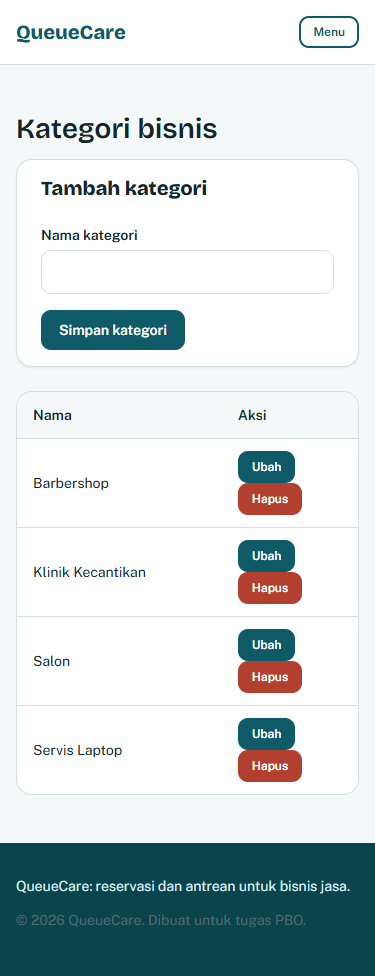 QueueCare
Menu
Kategori bisnis
Tambah kategori
Nama kategori
Simpan kategori
Nama Aksi
Barbershop
Ubah
Hapus
Klinik Kecantikan
Ubah
Hapus
Salon
Ubah
Hapus
Servis Laptop
Ubah
Hapus
QueueCare: reservasi dan antrean untuk bisnis jasa.
© 2026 QueueCare. Dibuat untuk tugas PBO.